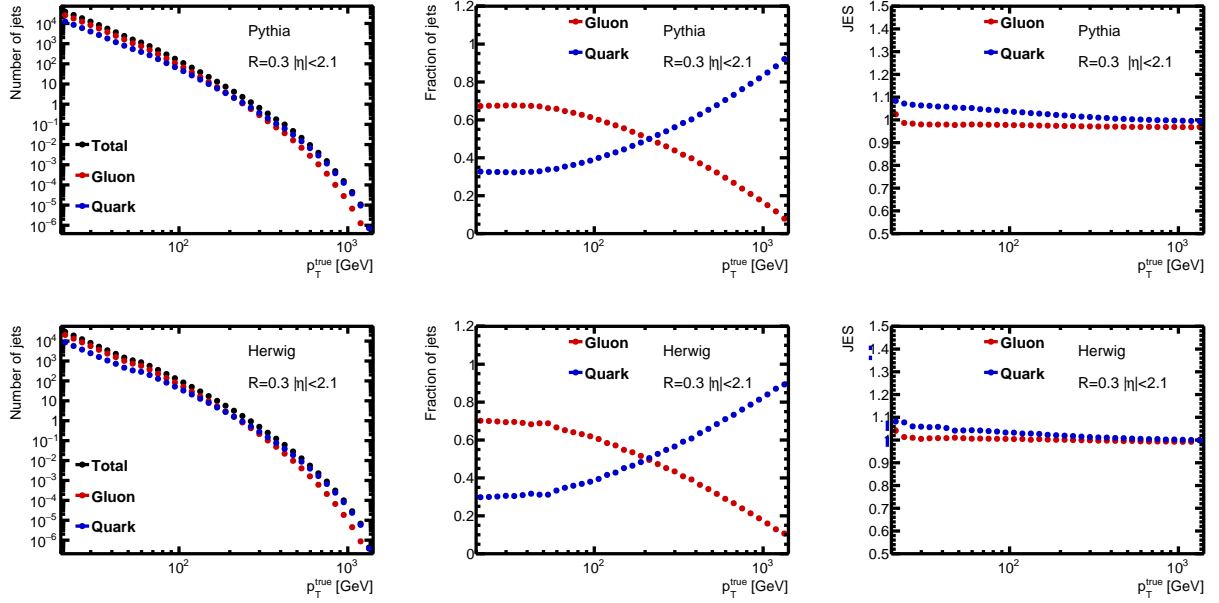 Number of jets
10⁴
10³
10²
10
1
10⁻¹
10⁻²
10⁻³
10⁻⁴
10⁻⁵
10⁻⁶
Pythia
R=0.3 |η|<2.1
Total
Gluon
Quark
10²
10³
p_T^true [GeV]
Fraction of jets
1.2
1
0.8
0.6
0.4
0.2
0
Gluon
Quark
Pythia
R=0.3 |η|<2.1
10²
10³
p_T^true [GeV]
JES
1.5
1.4
1.3
1.2
1.1
1
0.9
0.8
0.7
0.6
0.5
Gluon
Quark
Pythia
R=0.3 |η|<2.1
10²
10³
p_T^true [GeV]
Number of jets
10⁴
10³
10²
10
1
10⁻¹
10⁻²
10⁻³
10⁻⁴
10⁻⁵
10⁻⁶
Herwig
R=0.3 |η|<2.1
Total
Gluon
Quark
10²
10³
p_T^true [GeV]
Fraction of jets
1.2
1
0.8
0.6
0.4
0.2
0
Gluon
Quark
Herwig
R=0.3 |η|<2.1
10²
10³
p_T^true [GeV]
JES
1.5
1.4
1.3
1.2
1.1
1
0.9
0.8
0.7
0.6
0.5
Gluon
Quark
Herwig
R=0.3 |η|<2.1
10²
10³
p_T^true [GeV]